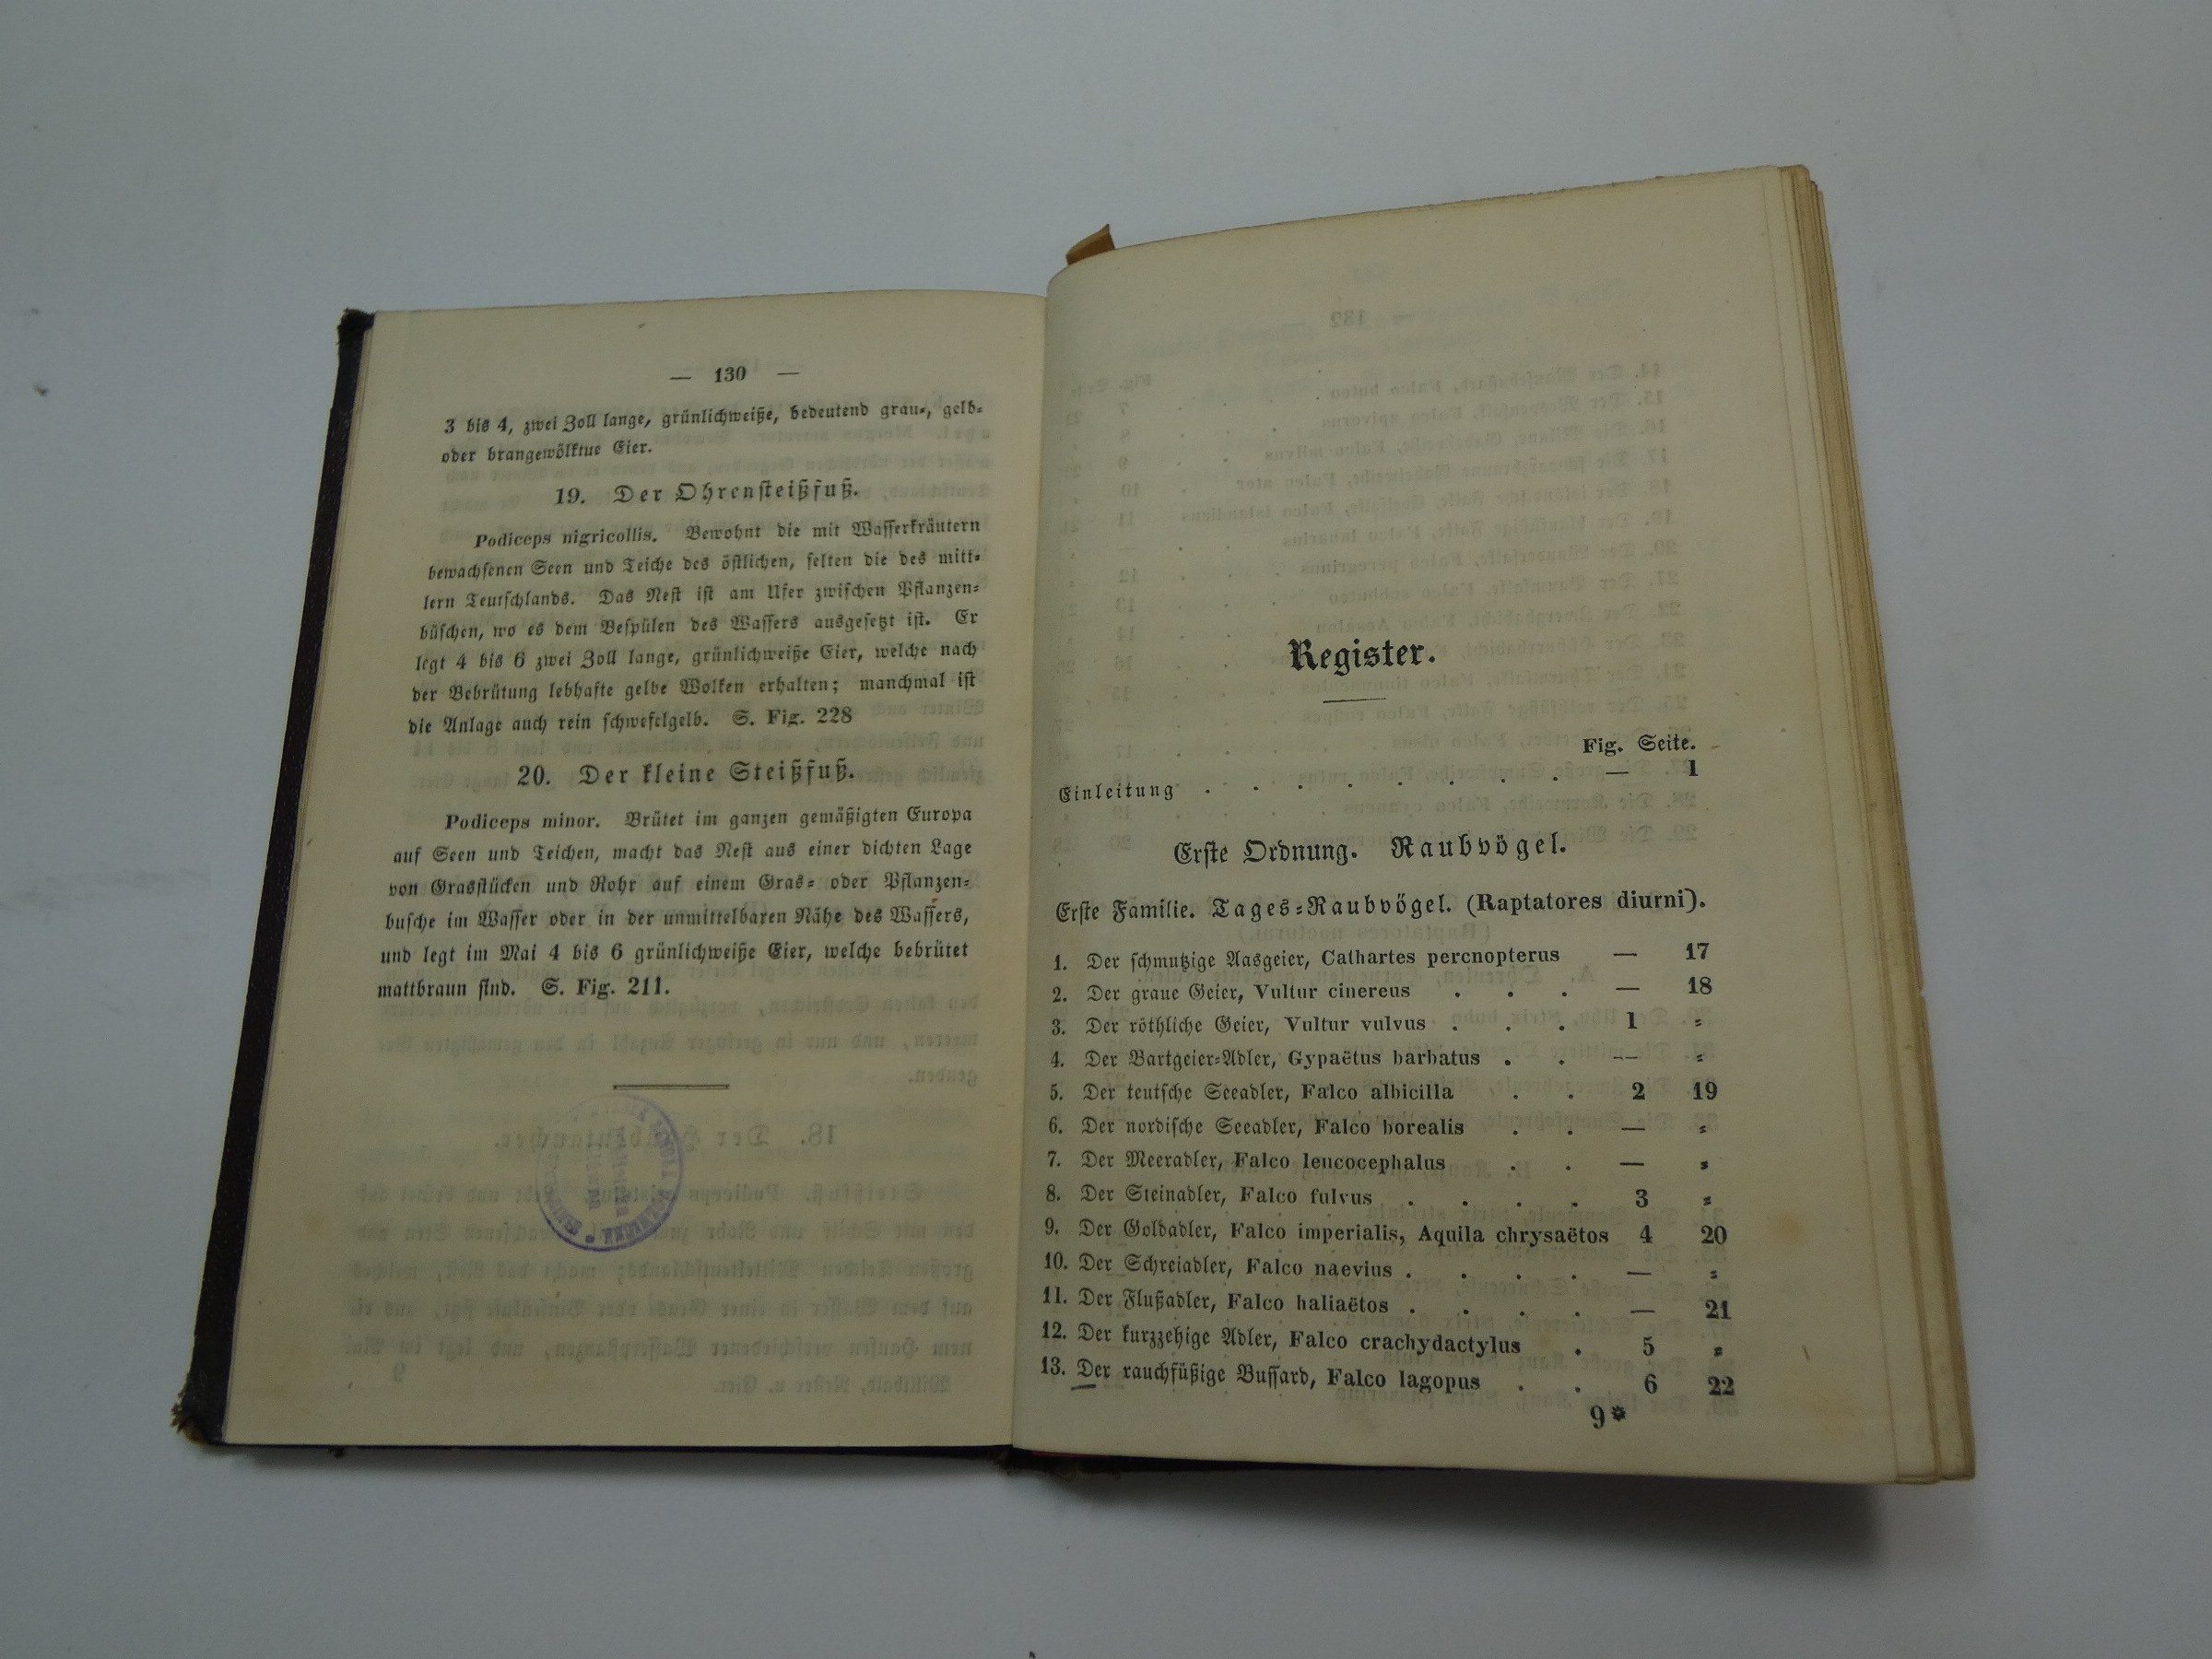 — 130 —
3 bis 4, zwei Zoll lange, grünlichweiße, bedeutend grau-, gelb-
oder brangewölktue Eier.
19. Der Ohrensteißfuß.
Podiceps nigricollis. Bewohnt die mit Wasserkräutern
bewachsenen Seen und Teiche des östlichen, selten die des mitt-
lern Teutschlands. Das Nest ist am Ufer zwischen Pflanzen-
büschen, wo es dem Bespülen des Wassers ausgesetzt ist. Er
legt 4 bis 6 zwei Zoll lange, grünlichweiße Eier, welche nach
der Bebrütung lebhafte gelbe Wolken erhalten; manchmal ist
die Anlage auch rein schwefelgelb. S. Fig. 228
20. Der kleine Steißfuß.
Podiceps minor. Brütet im ganzen gemäßigten Europa
auf Seen und Teichen, macht das Nest aus einer dichten Lage
von Grasstücken und Rohr auf einem Gras- oder Pflanzen-
busche im Wasser oder in der unmittelbaren Nähe des Wassers,
und legt im Mai 4 bis 6 grünlichweiße Eier, welche bebrütet
mattbraun sind. S. Fig. 211.
Register.
Fig. Seite.
Einleitung . . . . . . . . — 1
Erste Ordnung. Raubvögel.
Erste Familie. Tages-Raubvögel. (Raptatores diurni).
1. Der schmutzige Aasgeier, Cathartes percnopterus — 17
2. Der graue Geier, Vultur cinereus . . . — 18
3. Der röthliche Geier, Vultur vulvus . . . 1 „
4. Der Bartgeier-Adler, Gypaëtus barbatus . . — „
5. Der teutsche Seeadler, Falco albicilla . . 2 19
6. Der nordische Seeadler, Falco borealis . . — „
7. Der Meeradler, Falco leucocephalus . . — „
8. Der Steinadler, Falco fulvus . . . . 3 „
9. Der Goldadler, Falco imperialis, Aquila chrysaëtos 4 20
10. Der Schreiadler, Falco naevius . . . . — „
11. Der Flußadler, Falco haliaëtos . . . . — 21
12. Der kurzzehige Adler, Falco crachydactylus . 5 „
13. Der rauchfüßige Bussard, Falco lagopus . . 6 22
9*